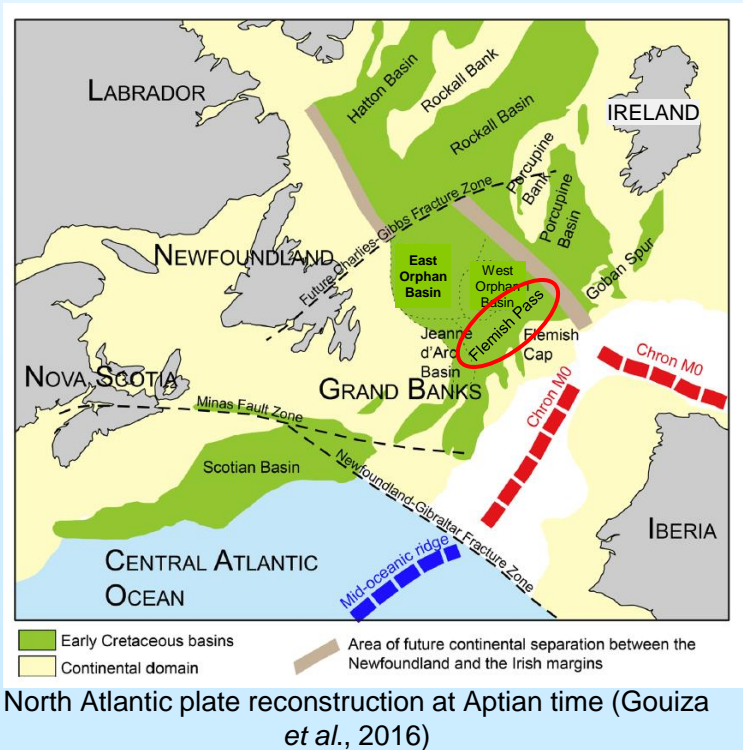 LABRADOR
Hatton Basin
Rockall Bank
Rockall Basin
IRELAND
Porcupine
Bank
Porcupine
Basin
Future Charlies-Gibbs Fracture Zone
NEWFOUNDLAND
East
Orphan
Basin
West
Orphan
Basin
Goban Spur
Flemish Pass
Jeanne
d'Arc
Basin
Flemish
Cap
NOVA SCOTIA
GRAND BANKS
Chron M0
Chron M0
Minas Fault Zone
Scotian Basin
Newfoundland-Gibraltar Fracture Zone
IBERIA
CENTRAL ATLANTIC
OCEAN
Mid-oceanic ridge
Early Cretaceous basins
Continental domain
Area of future continental separation between the
Newfoundland and the Irish margins
North Atlantic plate reconstruction at Aptian time (Gouiza
et al., 2016)